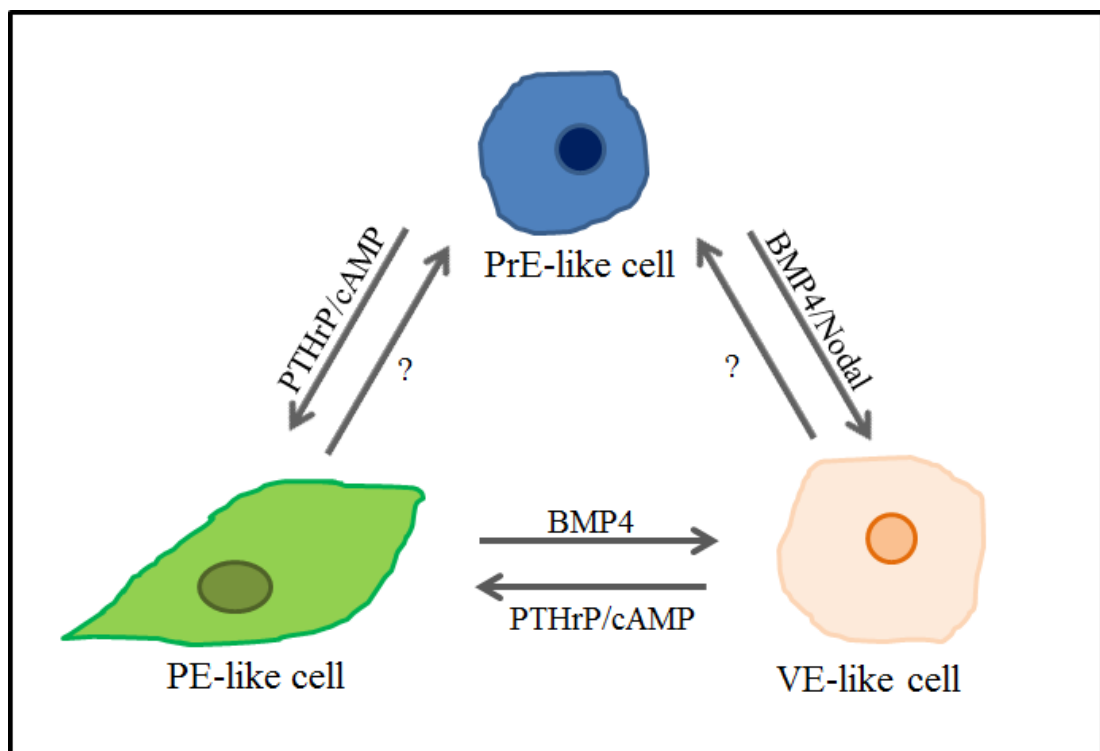 PrE-like cell
PTHrP/cAMP
BMP4/Nodal
?
?
BMP4
PTHrP/cAMP
PE-like cell
VE-like cell